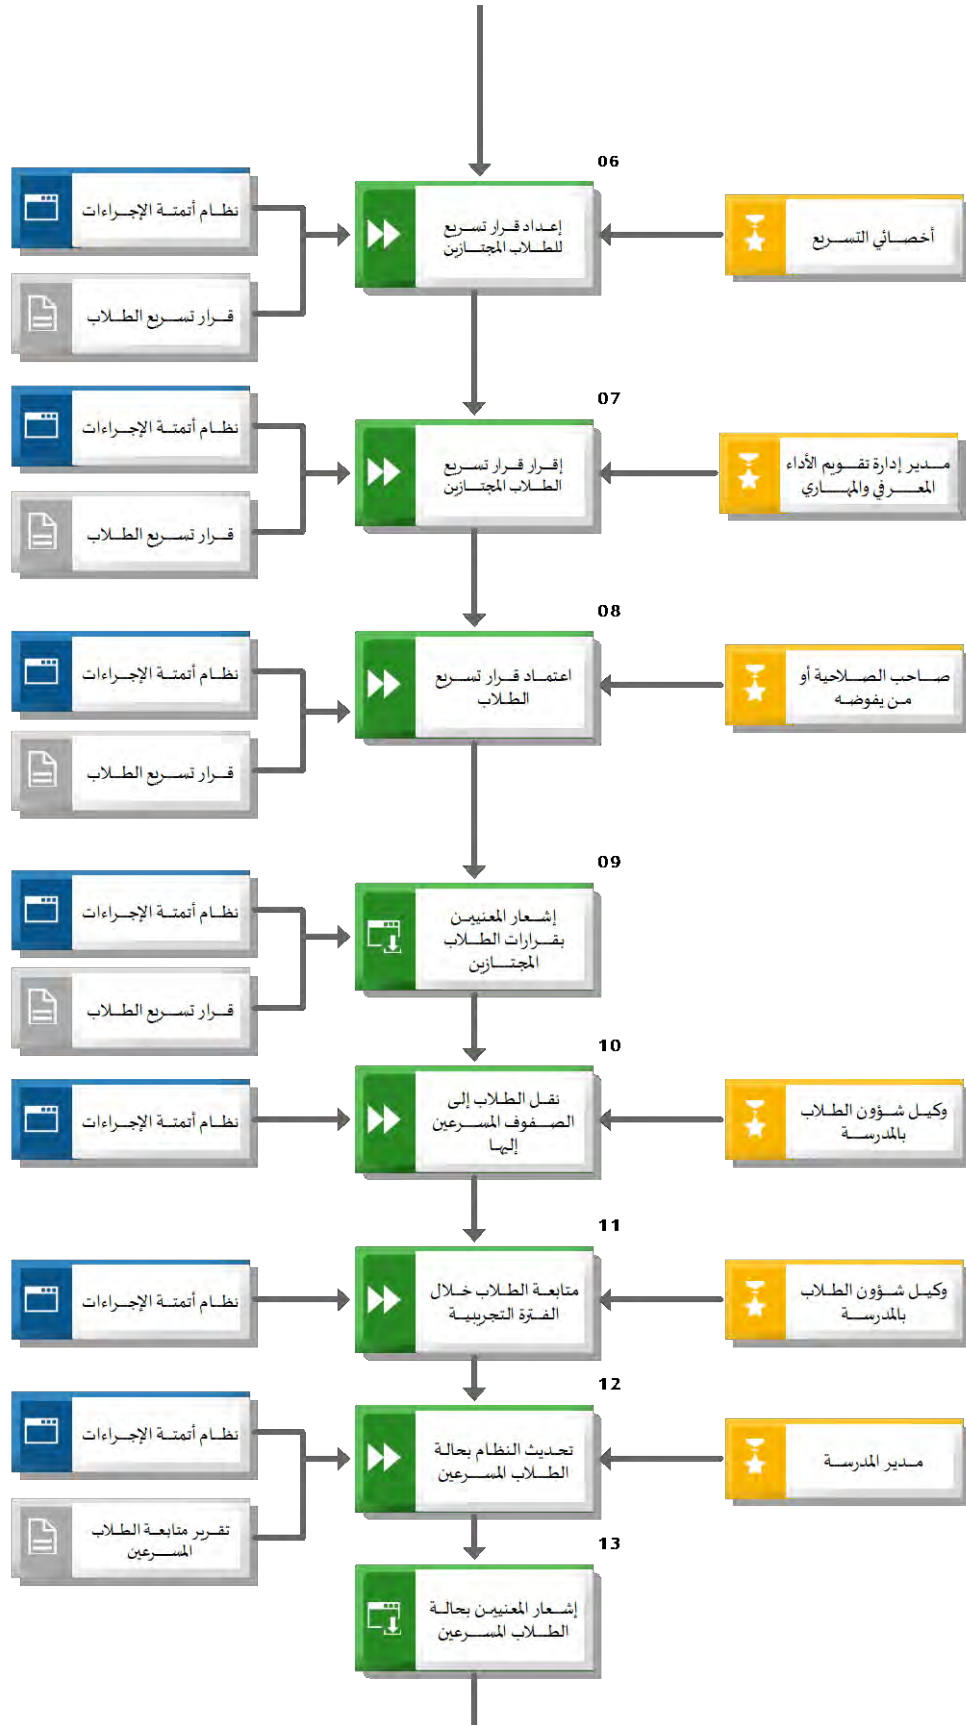 06
أخصائي التسريع
إعداد قرار تسريع
للطلاب المجتازين
نظام أتمتة الإجراءات
قرار تسريع الطلاب
07
مدير إدارة تقويم الأداء
المعرفي والمهاري
إقرار قرار تسريع
الطلاب المجتازين
نظام أتمتة الإجراءات
قرار تسريع الطلاب
08
صاحب الصلاحية أو
من يفوضه
اعتماد قرار تسريع
الطلاب
نظام أتمتة الإجراءات
قرار تسريع الطلاب
09
إشعار المعنيين
بقرارات الطلاب
المجتازين
نظام أتمتة الإجراءات
قرار تسريع الطلاب
10
وكيل شؤون الطلاب
بالمدرسة
نقل الطلاب إلى
الصفوف المسرعين
إليها
نظام أتمتة الإجراءات
11
وكيل شؤون الطلاب
بالمدرسة
متابعة الطلاب خلال
الفترة التجريبية
نظام أتمتة الإجراءات
12
مدير المدرسة
تحديث النظام بحالة
الطلاب المسرعين
نظام أتمتة الإجراءات
تقرير متابعة الطلاب
المسرعين
13
إشعار المعنيين بحالة
الطلاب المسرعين